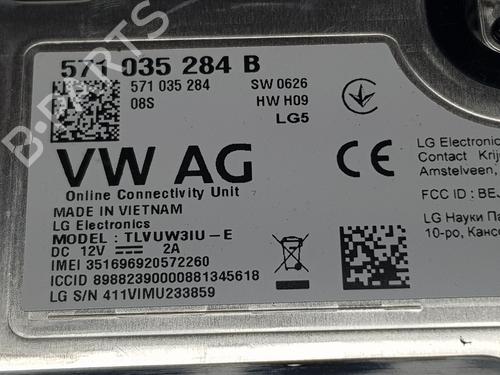 571 035 284 B
571 035 284 SW 0626
08S HW H09
LG5
VW AG
Online Connectivity Unit
MADE IN VIETNAM
LG Electronics
MODEL : TLVUW3IU-E
DC 12V 2A
IMEI 351696920572260
ICCID 89882390000881345618
LG S/N 411VIMU233859
CE
LG Electronic
Contact Krij
Amstelveen,
FCC ID : BEJ
LG Науки Па
10-ро, Канс
B-PARTS